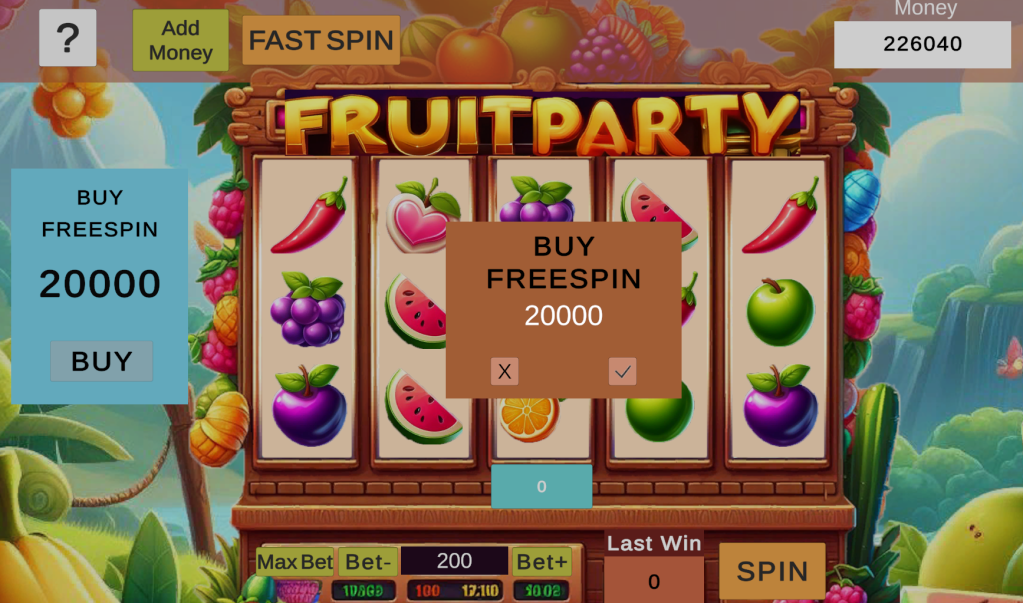 ?
Add
Money
FAST SPIN
Money
226040
FRUITPARTY
BUY
FREESPIN
20000
BUY
BUY
FREESPIN
20000
X
0
Max Bet
Bet-
200
Bet+
Last Win
0
SPIN
100